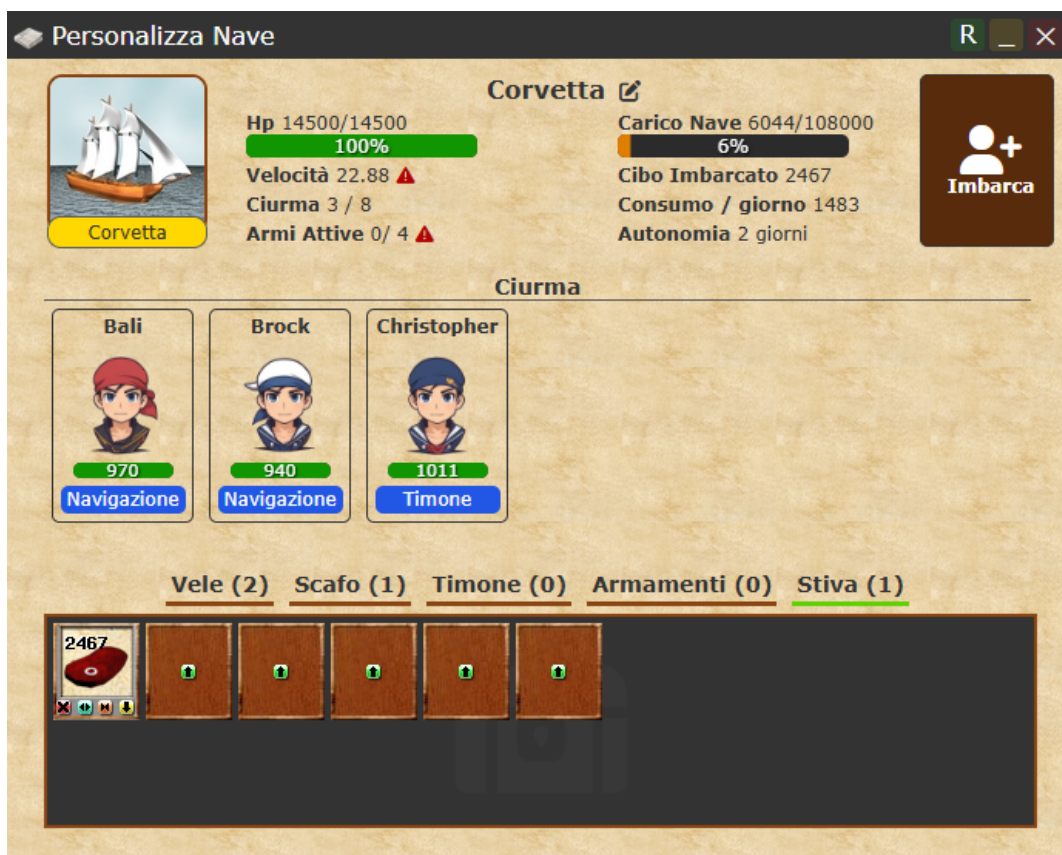 Personalizza Nave
R _ ×
Corvetta
Hp 14500/14500
100%
Velocità 22.88
Ciurma 3 / 8
Armi Attive 0/ 4
Carico Nave 6044/108000
6%
Cibo Imbarcato 2467
Consumo / giorno 1483
Autonomia 2 giorni
Imbarca
Corvetta
Ciurma
Bali
970
Navigazione
Brock
940
Navigazione
Christopher
1011
Timone
Vele (2) Scafo (1) Timone (0) Armamenti (0) Stiva (1)
2467